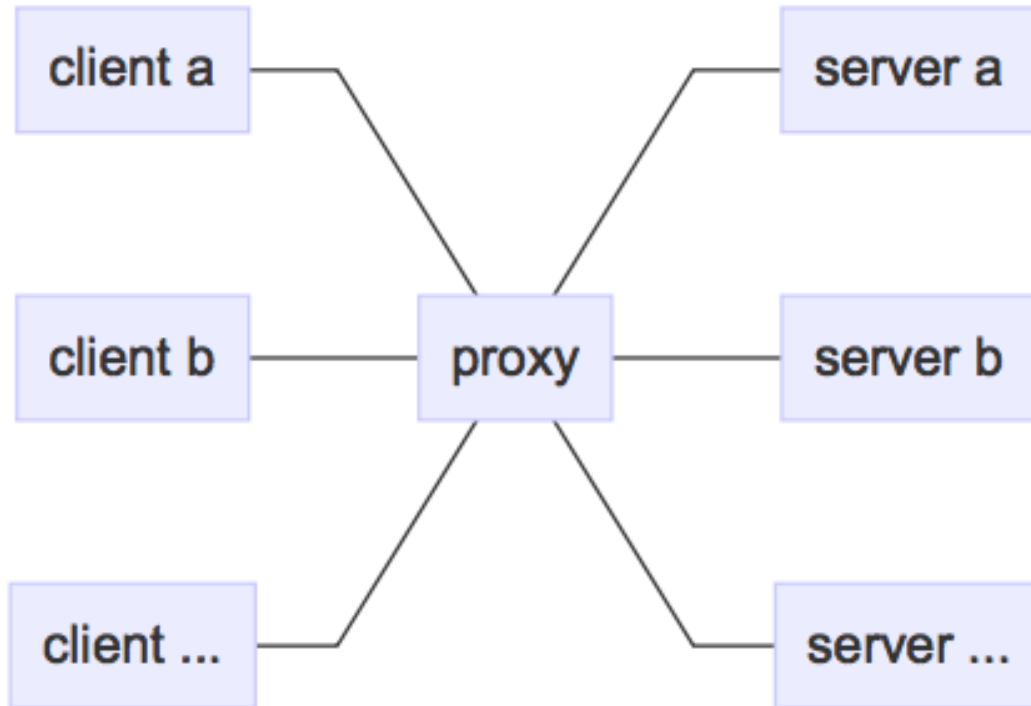 client a
server a
client b
proxy
server b
client ...
server ...